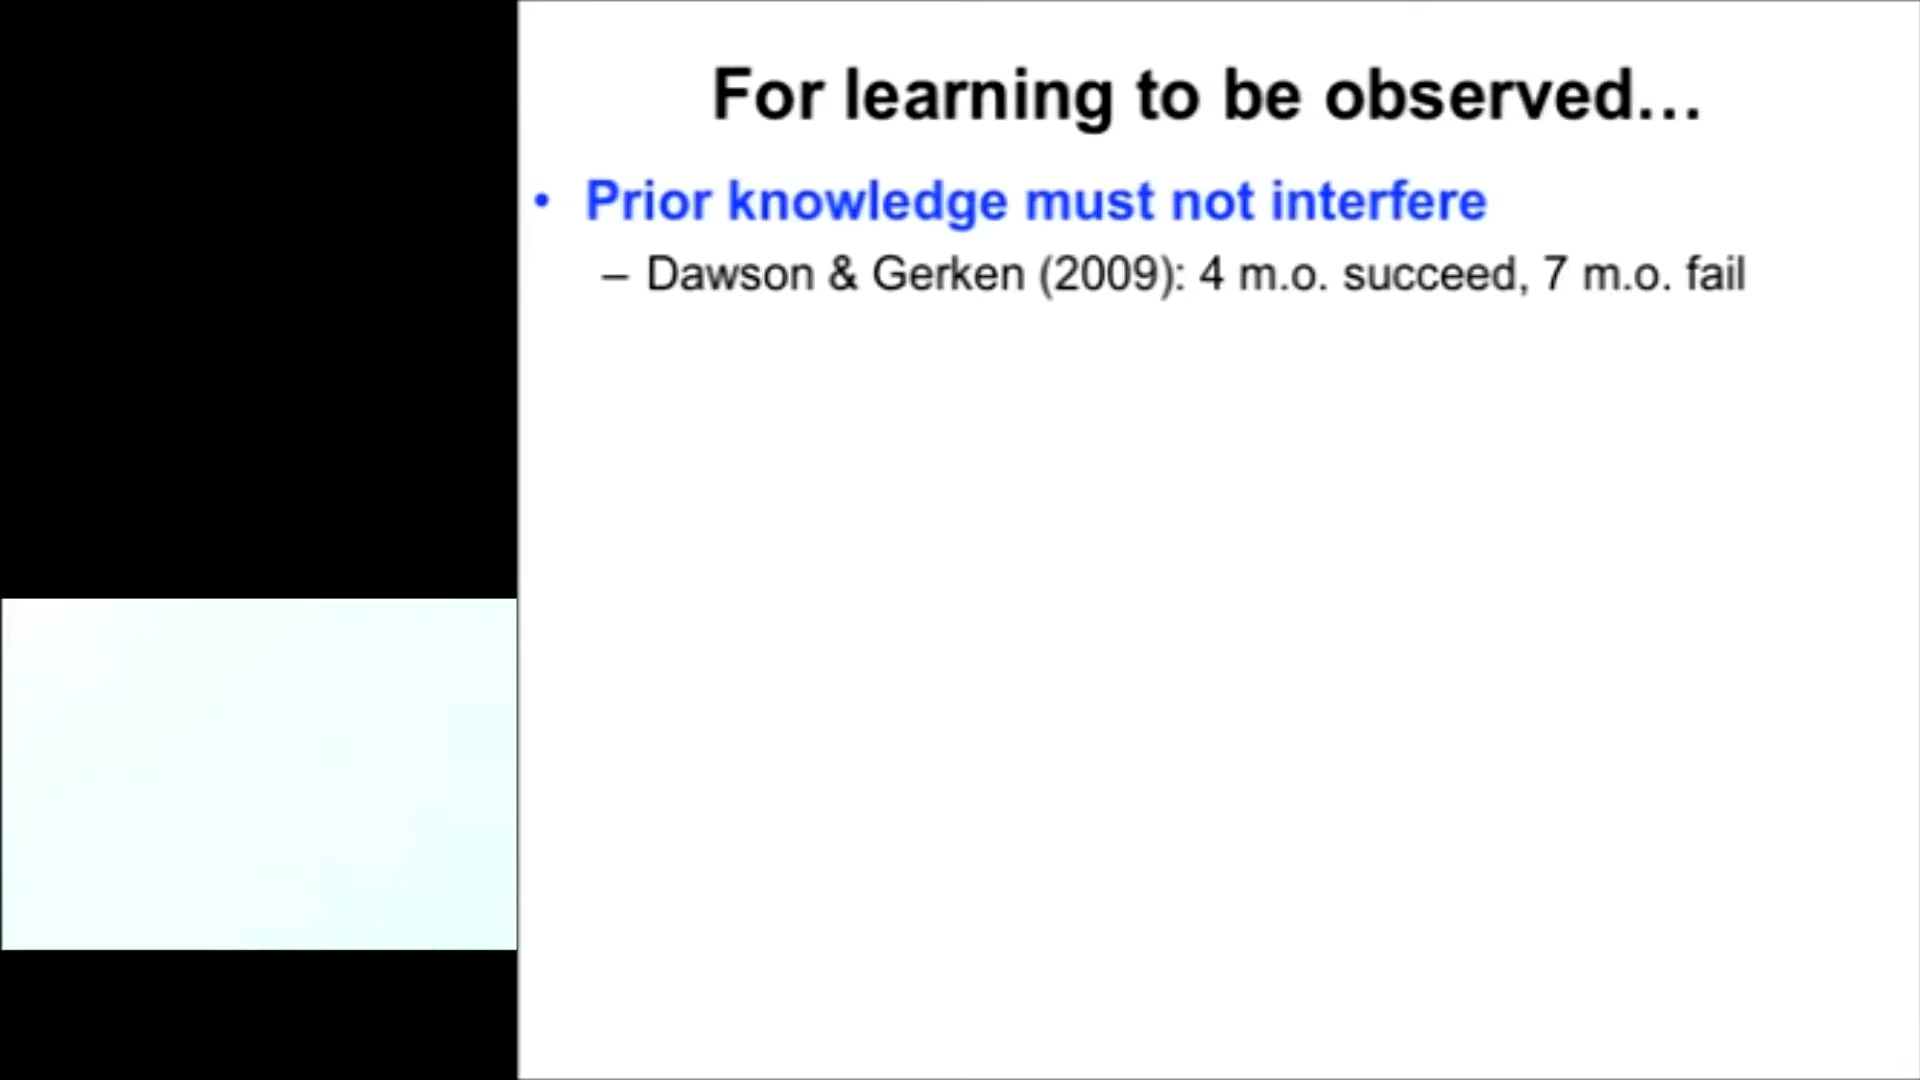 For learning to be observed…
• Prior knowledge must not interfere
– Dawson & Gerken (2009): 4 m.o. succeed, 7 m.o. fail